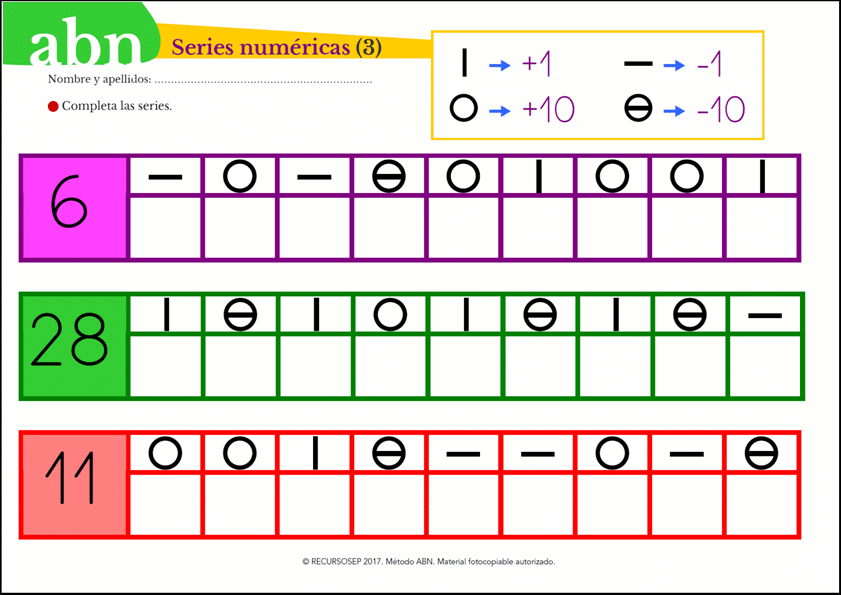 abn
Series numéricas (3)
Nombre y apellidos: ..................................................................
Completa las series.
+1
-1
+10
-10
6
28
11
© RECURSOSEP 2017. Método ABN. Material fotocopiable autorizado.